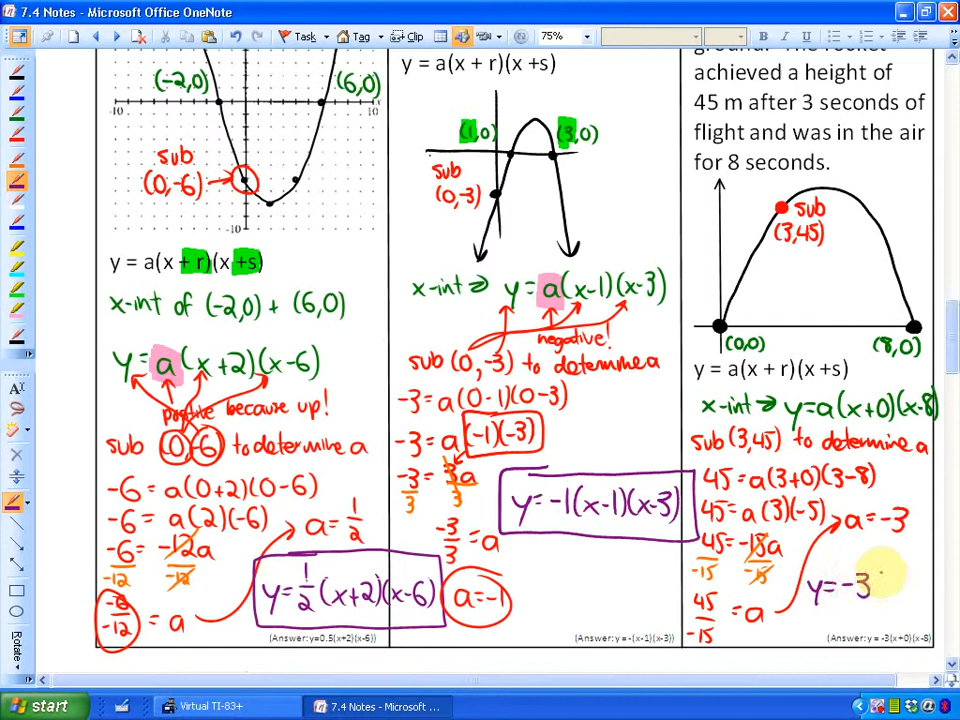 7.4 Notes - Microsoft Office OneNote
Task
Tag
Clip
75%
B I U
(-2,0)
(6,0)
-10
10
sub
(0,-6)
-10
y = a(x + r)(x +s)
x-int of (-2,0) + (6,0)
y = a(x+2)(x-6)
positive because up!
sub (0,-6) to determine a
-6 = a(0+2)(0-6)
-6 = a(2)(-6)
-6 = -12a
-12 -12
-6/-12 = a
a = 1/2
y = 1/2 (x+2)(x-6)
(Answer: y=0.5(x+2)(x-6)
y = a(x + r)(x +s)
(1,0)
(3,0)
sub
(0,-3)
x-int ⇒ y = a(x-1)(x-3)
negative!
sub (0,-3) to determine a
-3 = a(0-1)(0-3)
-3 = a (-1)(-3)
-3 = 3a
3 3
-3/3 = a
a = -1
y = -1(x-1)(x-3)
(Answer: y = -(x-1)(x-3)
ground. The rocket
achieved a height of
45 m after 3 seconds of
flight and was in the air
for 8 seconds.
sub
(3,45)
(0,0)
(8,0)
y = a(x + r)(x +s)
x-int → y=a(x+0)(x-8)
sub (3,45) to determine a
45 = a(3+0)(3-8)
45 = a(3)(-5)
45 = -15a
-15 -15
45/-15 = a
a = -3
y = -3
(Answer: y = -3(x+0)(x-8)
Rotate
start
Virtual TI-83+
7.4 Notes - Microsoft ...